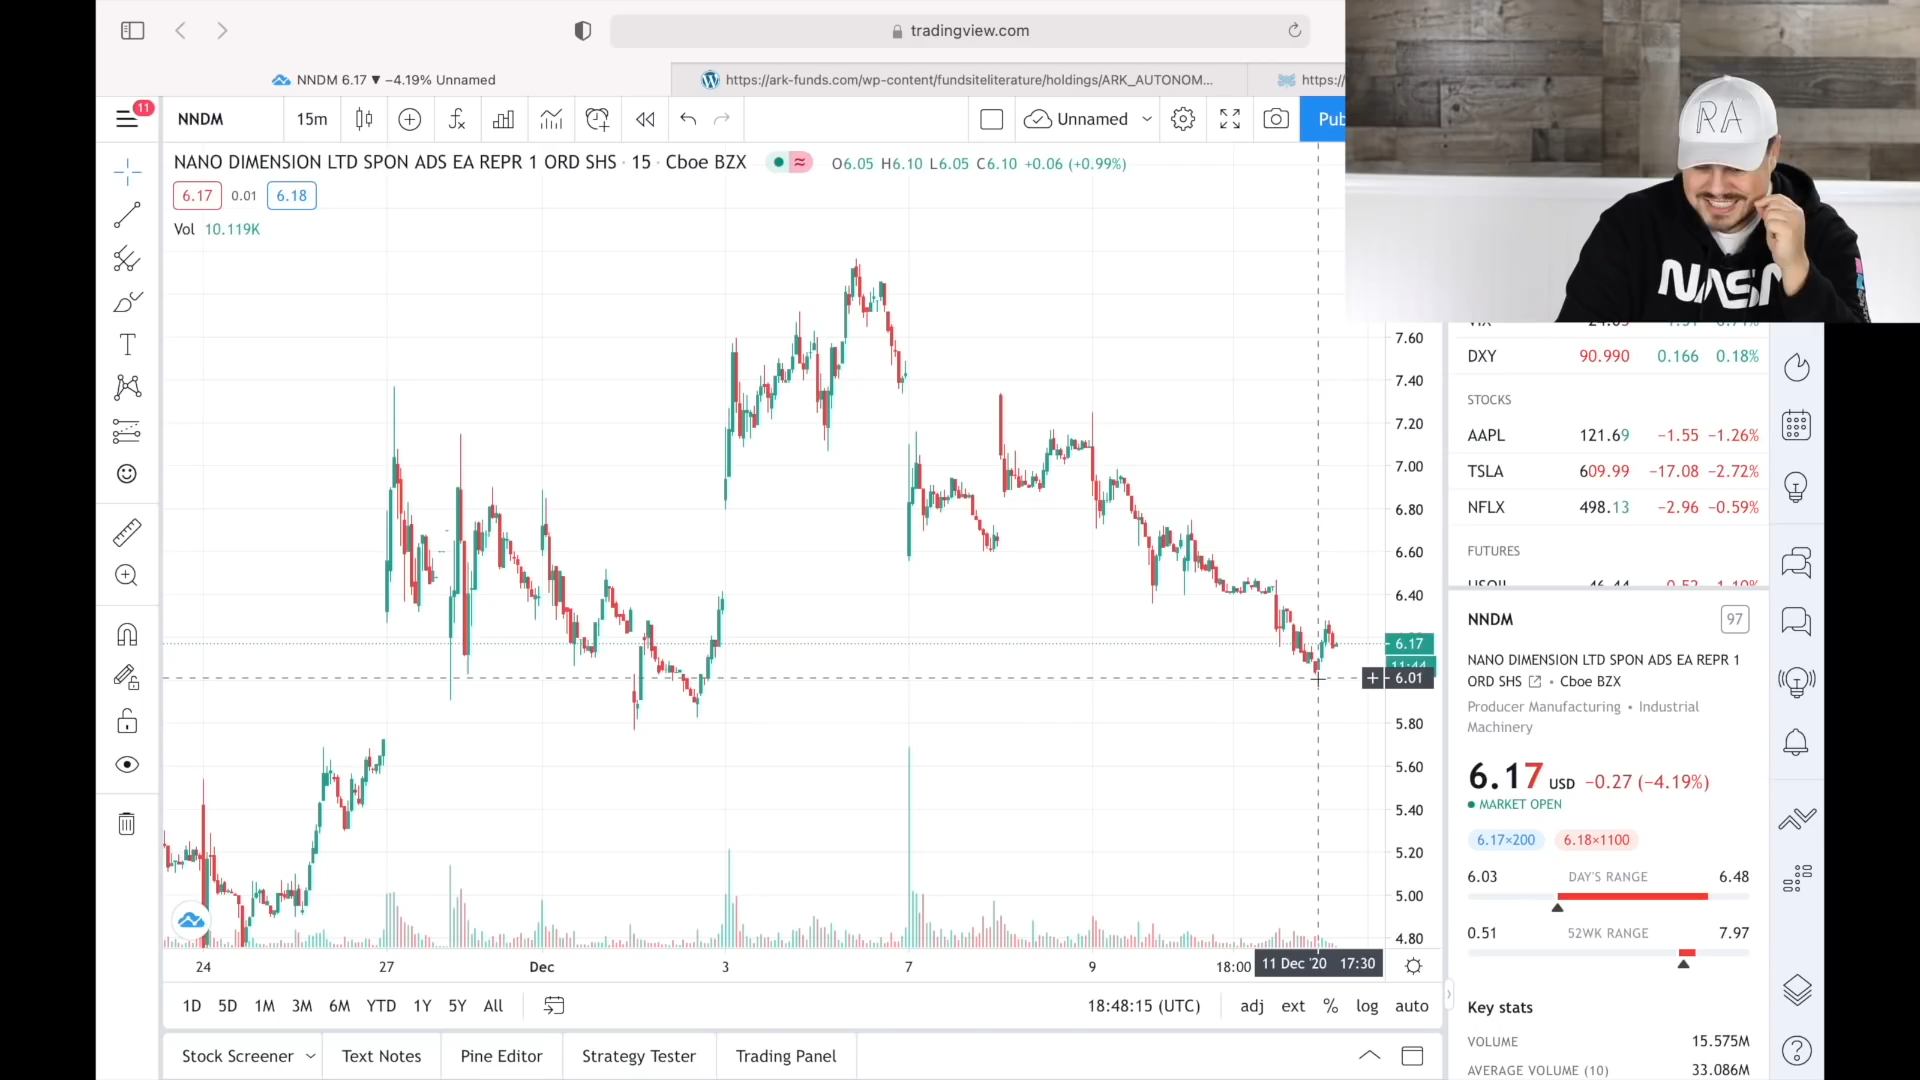 tradingview.com
NNDM 6.17 ▼ −4.19% Unnamed
https://ark-funds.com/wp-content/fundsiteliterature/holdings/ARK_AUTONOM...
https:/
11
NNDM
15m
Unnamed
Pub
RA
NASA
NANO DIMENSION LTD SPON ADS EA REPR 1 ORD SHS · 15 · Cboe BZX
O6.05 H6.10 L6.05 C6.10 +0.06 (+0.99%)
6.17 0.01 6.18
Vol 10.119K
7.60
7.40
7.20
7.00
6.80
6.60
6.40
6.17
11:44
6.01
5.80
5.60
5.40
5.20
5.00
4.80
24 27 Dec 3 7 9 18:00 11 Dec '20 17:30
1D 5D 1M 3M 6M YTD 1Y 5Y All
18:48:15 (UTC) adj ext % log auto
Stock Screener Text Notes Pine Editor Strategy Tester Trading Panel
DXY 90.990 0.166 0.18%
STOCKS
AAPL 121.69 −1.55 −1.26%
TSLA 609.99 −17.08 −2.72%
NFLX 498.13 −2.96 −0.59%
FUTURES
NNDM 97
NANO DIMENSION LTD SPON ADS EA REPR 1
ORD SHS • Cboe BZX
Producer Manufacturing • Industrial
Machinery
6.17 USD −0.27 (−4.19%)
MARKET OPEN
6.17×200 6.18×1100
6.03 DAY'S RANGE 6.48
0.51 52WK RANGE 7.97
Key stats
VOLUME 15.575M
AVERAGE VOLUME (10) 33.086M